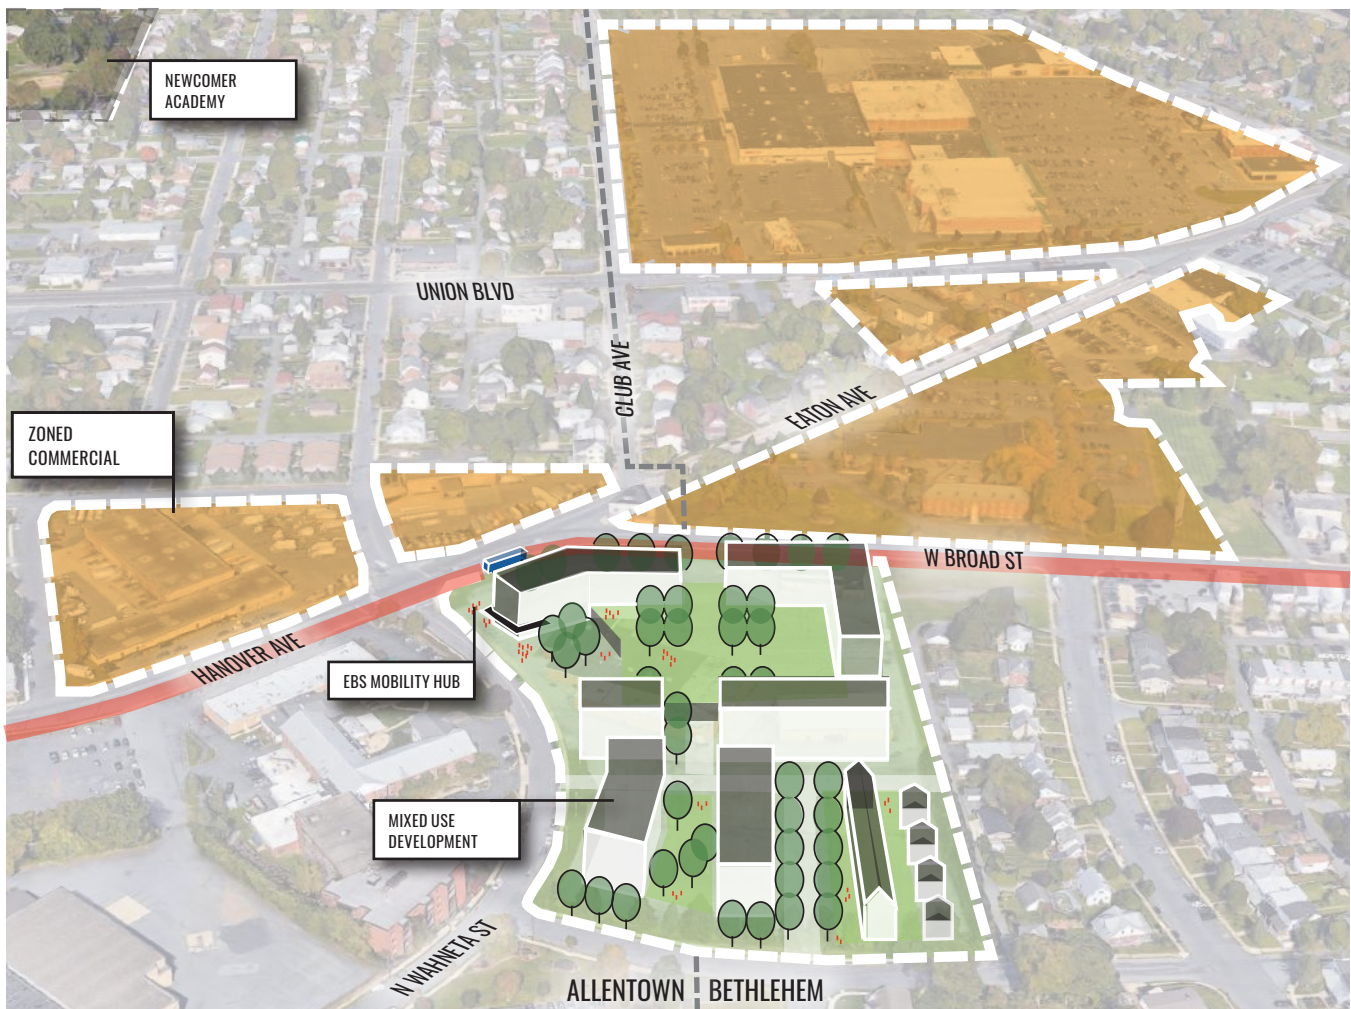 NEWCOMER
ACADEMY
UNION BLVD
CLUB AVE
EATON AVE
ZONED
COMMERCIAL
W BROAD ST
HANOVER AVE
EBS MOBILITY HUB
MIXED USE
DEVELOPMENT
N WAHNETA ST
ALLENTOWN
BETHLEHEM